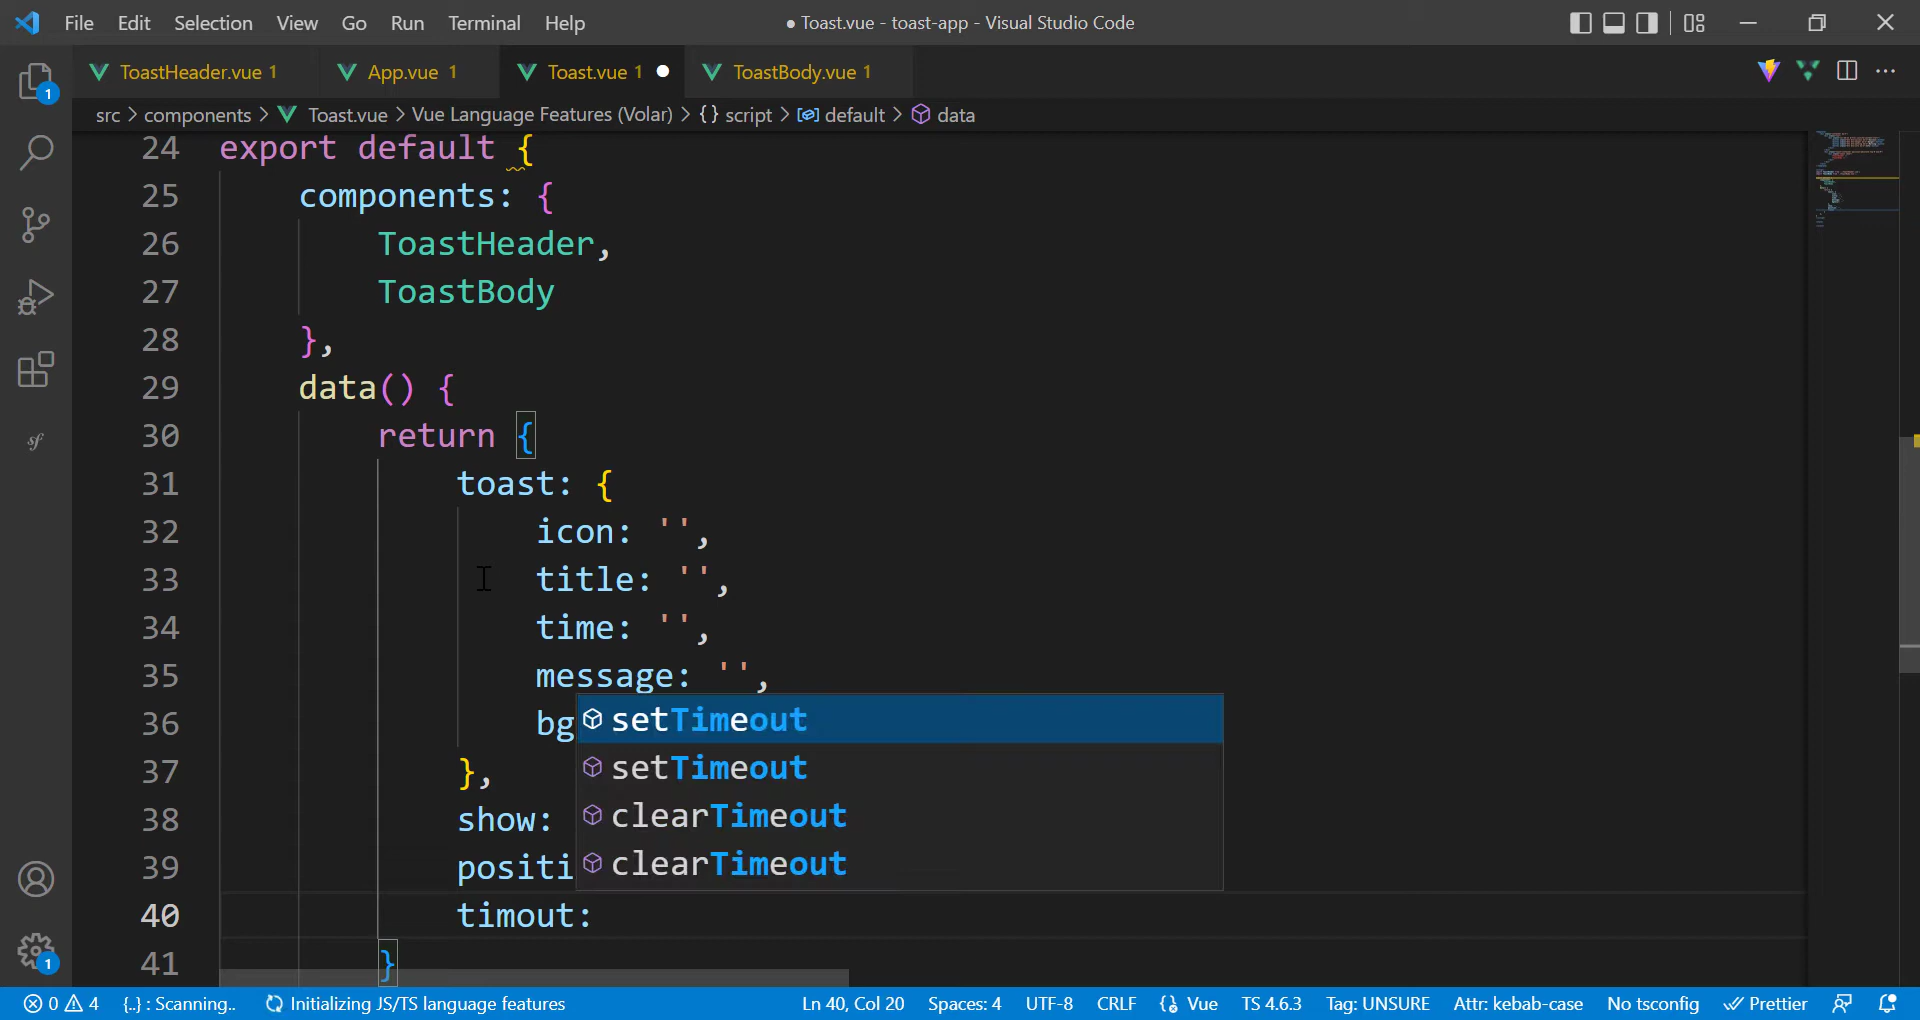 File Edit Selection View Go Run Terminal Help ● Toast.vue - toast-app - Visual Studio Code
ToastHeader.vue 1 App.vue 1 Toast.vue 1 ToastBody.vue 1
src > components > Toast.vue > Vue Language Features (Volar) > {} script > default > data
24 export default {
25 components: {
26 ToastHeader,
27 ToastBody
28 },
29 data() {
30 return {
31 toast: {
32 icon: '',
33 title: '',
34 time: '',
35 message: '',
36 bg
setTimeout
setTimeout
clearTimeout
clearTimeout
37 },
38 show:
39 positi
40 timout:
41 }
1
1
0 4 {..} : Scanning.. Initializing JS/TS language features Ln 40, Col 20 Spaces: 4 UTF-8 CRLF {} Vue TS 4.6.3 Tag: UNSURE Attr: kebab-case No tsconfig Prettier